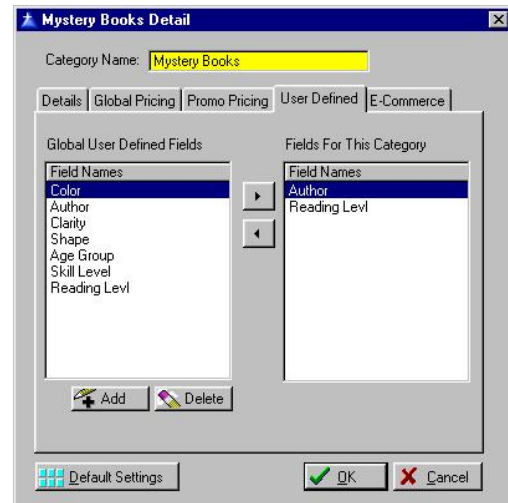 Mystery Books Detail
Category Name: Mystery Books
Details Global Pricing Promo Pricing User Defined E-Commerce
Global User Defined Fields
Field Names
Color
Author
Clarity
Shape
Age Group
Skill Level
Reading Levl
Add Delete
Fields For This Category
Field Names
Author
Reading Levl
Default Settings OK Cancel